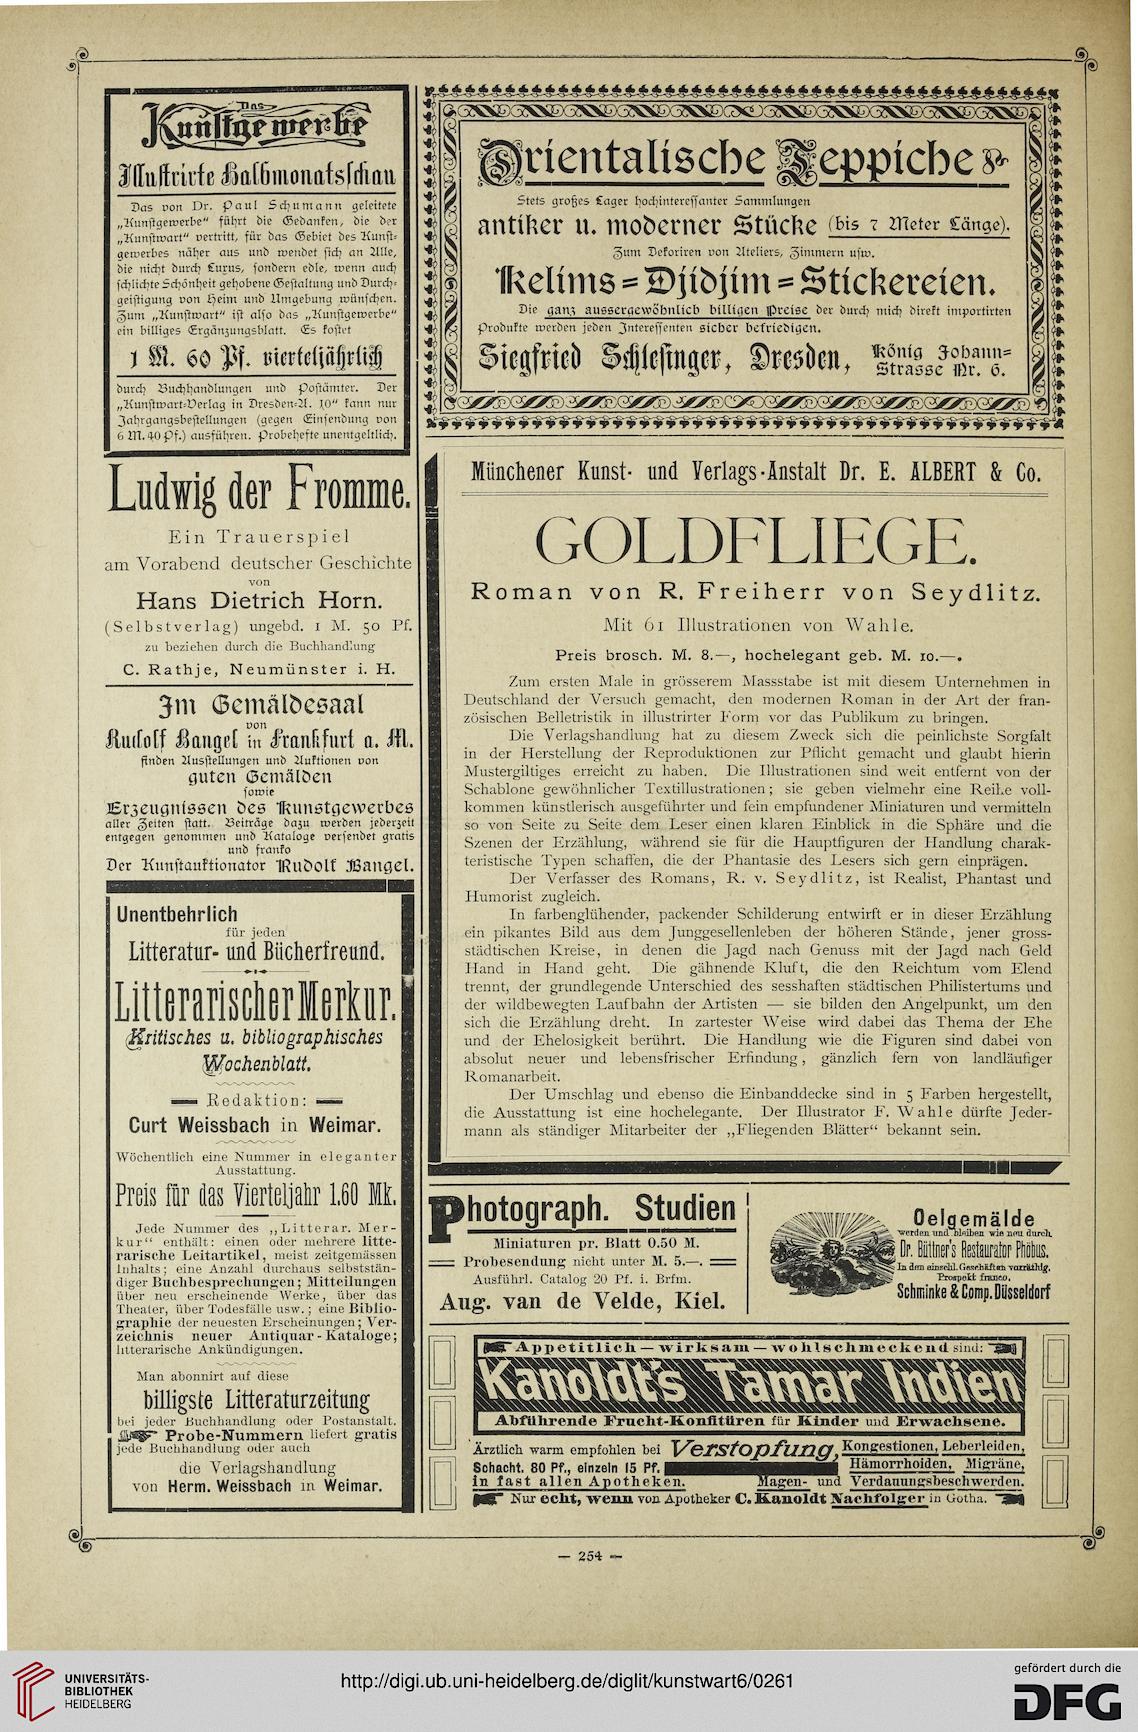 Das
Kunstgewerbe
Illustrirte Halbmonatsschau
Das von Dr. Paul Schumann geleitete
„Kunstgewerbe“ führt die Gedanken, die der
„Kunstwart“ vertritt, für das Gebiet des Kunst-
gewerbes näher aus und wendet sich an Alle,
die nicht durch Luxus, sondern edle, wenn auch
schlichte Schönheit gehobene Gestaltung und Durch-
geistigung von Heim und Umgebung wünschen.
Zum „Kunstwart“ ist also das „Kunstgewerbe“
ein billiges Ergänzungsblatt. Es kostet
1 M. 60 Pf. vierteljährlich
durch Buchhandlungen und Postämter. Der
„Kunstwart-Verlag in Dresden-A. 10“ kann nur
Jahrgangsbestellungen (gegen Einsendung von
6 M. 40 Pf.) ausführen. Probehefte unentgeltlich.
Ludwig der Fromme.
Ein Trauerspiel
am Vorabend deutscher Geschichte
von
Hans Dietrich Horn.
(Selbstverlag) ungebd. 1 M. 50 Pf.
zu beziehen durch die Buchhandlung
C. Rathje, Neumünster i. H.
Im Gemäldesaal
von
Rudolf Bangel in Frankfurt a. M.
finden Ausstellungen und Auktionen von
guten Gemälden
sowie
Erzeugnissen des Kunstgewerbes
aller Zeiten statt. Beiträge dazu werden jederzeit
entgegen genommen und Kataloge versendet gratis
und franko
Der Kunstauktionator Rudolf Bangel.
Unentbehrlich
für jeden
Litteratur- und Bücherfreund.
Litterarischer Merkur.
Kritisches u. bibliographisches
Wochenblatt.
Redaktion:
Curt Weissbach in Weimar.
Wöchentlich eine Nummer in eleganter
Ausstattung.
Preis für das Vierteljahr 1.60 Mk.
Jede Nummer des „Litterar. Mer-
kur“ enthält: einen oder mehrere litte-
rarische Leitartikel, meist zeitgemässen
Inhalts; eine Anzahl durchaus selbststän-
diger Buchbesprechungen; Mitteilungen
über neu erscheinende Werke, über das
Theater, über Todesfälle usw.; eine Biblio-
graphie der neuesten Erscheinungen; Ver-
zeichnis neuer Antiquar-Kataloge;
litterarische Ankündigungen.
Man abonnirt auf diese
billigste Litteraturzeitung
bei jeder Buchhandlung oder Postanstalt.
Probe-Nummern liefert gratis
jede Buchhandlung oder auch
die Verlagshandlung
von Herm. Weissbach in Weimar.
Orientalische Teppiche
Stets großes Lager hochinteressanter Sammlungen
antiker u. moderner Stücke (bis 7 Meter Länge).
Zum Dekoriren von Ateliers, Zimmern usw.
Kelims=Djidjim=Stickereien.
Die ganz aussergewöhnlich billigen Preise der durch mich direkt importirten
Produkte werden jeden Interessenten sicher befriedigen.
Siegfried Schlesinger, Dresden, König Johann=
Strasse Nr. 6.
Münchener Kunst- und Verlags-Anstalt Dr. E. ALBERT & Co.
GOLDFLIEGE.
Roman von R. Freiherr von Seydlitz.
Mit 61 Illustrationen von Wahle.
Preis brosch. M. 8.—, hochelegant geb. M. 10.—.
Zum ersten Male in grösserem Massstabe ist mit diesem Unternehmen in
Deutschland der Versuch gemacht, den modernen Roman in der Art der fran-
zösischen Belletristik in illustrirter Form vor das Publikum zu bringen.
Die Verlagshandlung hat zu diesem Zweck sich die peinlichste Sorgfalt
in der Herstellung der Reproduktionen zur Pflicht gemacht und glaubt hierin
Mustergiltiges erreicht zu haben. Die Illustrationen sind weit entfernt von der
Schablone gewöhnlicher Textillustrationen; sie geben vielmehr eine Reihe voll-
kommen künstlerisch ausgeführter und fein empfundener Miniaturen und vermitteln
so von Seite zu Seite dem Leser einen klaren Einblick in die Sphäre und die
Szenen der Erzählung, während sie für die Hauptfiguren der Handlung charak-
teristische Typen schaffen, die der Phantasie des Lesers sich gern einprägen.
Der Verfasser des Romans, R. v. Seydlitz, ist Realist, Phantast und
Humorist zugleich.
In farbenglühender, packender Schilderung entwirft er in dieser Erzählung
ein pikantes Bild aus dem Junggesellenleben der höheren Stände, jener gross-
städtischen Kreise, in denen die Jagd nach Genuss mit der Jagd nach Geld
Hand in Hand geht. Die gähnende Kluft, die den Reichtum vom Elend
trennt, der grundlegende Unterschied des sesshaften städtischen Philistertums und
der wildbewegten Laufbahn der Artisten — sie bilden den Angelpunkt, um den
sich die Erzählung dreht. In zartester Weise wird dabei das Thema der Ehe
und der Ehelosigkeit berührt. Die Handlung wie die Figuren sind dabei von
absolut neuer und lebensfrischer Erfindung, gänzlich fern von landläufiger
Romanarbeit.
Der Umschlag und ebenso die Einbanddecke sind in 5 Farben hergestellt,
die Ausstattung ist eine hochelegante. Der Illustrator F. Wahle dürfte Jeder-
mann als ständiger Mitarbeiter der „Fliegenden Blätter“ bekannt sein.
Photograph. Studien
Miniaturen pr. Blatt 0.50 M.
Probesendung nicht unter M. 5.—.
Ausführl. Catalog 20 Pf. i. Brfm.
Aug. van de Velde, Kiel.
Oelgemälde
werden und bleiben wie neu durch
Dr. Büttner's Restaurator Phöbus.
In den einschl. Geschäften vorräthig.
Prospekt franco.
Schminke & Comp. Düsseldorf
Appetitlich — wirksam — wohlschmeckend sind:
Kanoldt's Tamar Indien
Abführende Frucht-Konfitüren für Kinder und Erwachsene.
Ärztlich warm empfohlen bei Verstopfung, Kongestionen, Leberleiden,
Schacht. 80 Pf., einzeln 15 Pf. Hämorrhoiden, Migräne,
in fast allen Apotheken. Magen- und Verdauungsbeschwerden.
Nur echt, wenn von Apotheker C. Kanoldt Nachfolger in Gotha.
— 254 —
UNIVERSITÄTS-
BIBLIOTHEK
HEIDELBERG
http://digi.ub.uni-heidelberg.de/diglit/kunstwart6/0261
gefördert durch die
DFG